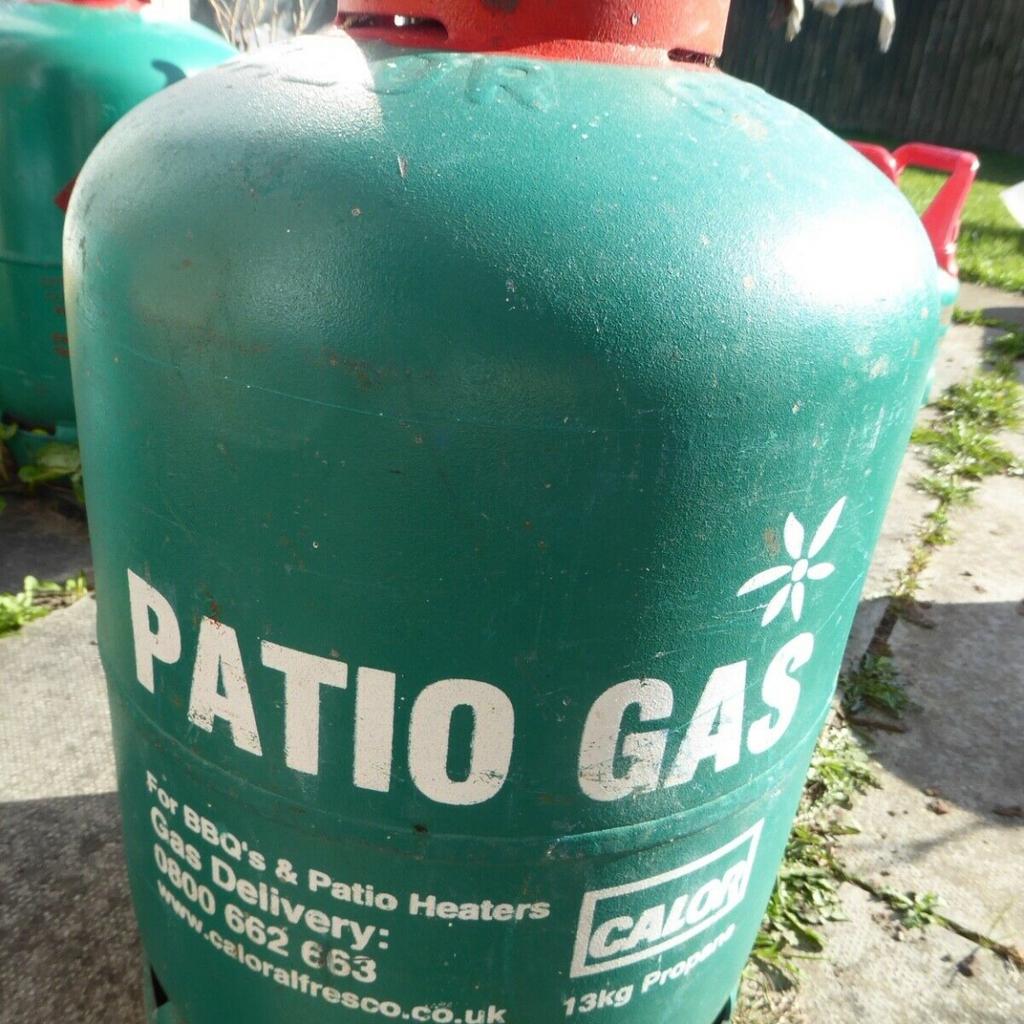 PATIO GAS
For BBQ's & Patio Heaters
Gas Delivery:
0800 662 663
www.caloralfresco.co.uk
CALOR
13kg Propane